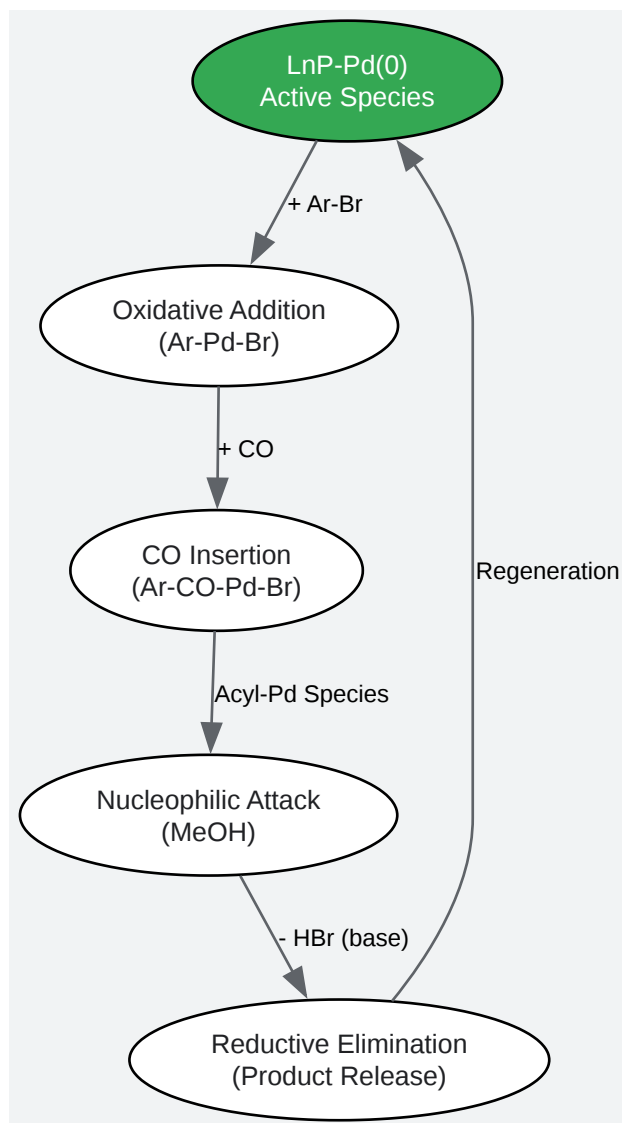 LnP-Pd(0)
Active Species
+ Ar-Br
Oxidative Addition
(Ar-Pd-Br)
+ CO
CO Insertion
(Ar-CO-Pd-Br)
Regeneration
Acyl-Pd Species
Nucleophilic Attack
(MeOH)
- HBr (base)
Reductive Elimination
(Product Release)